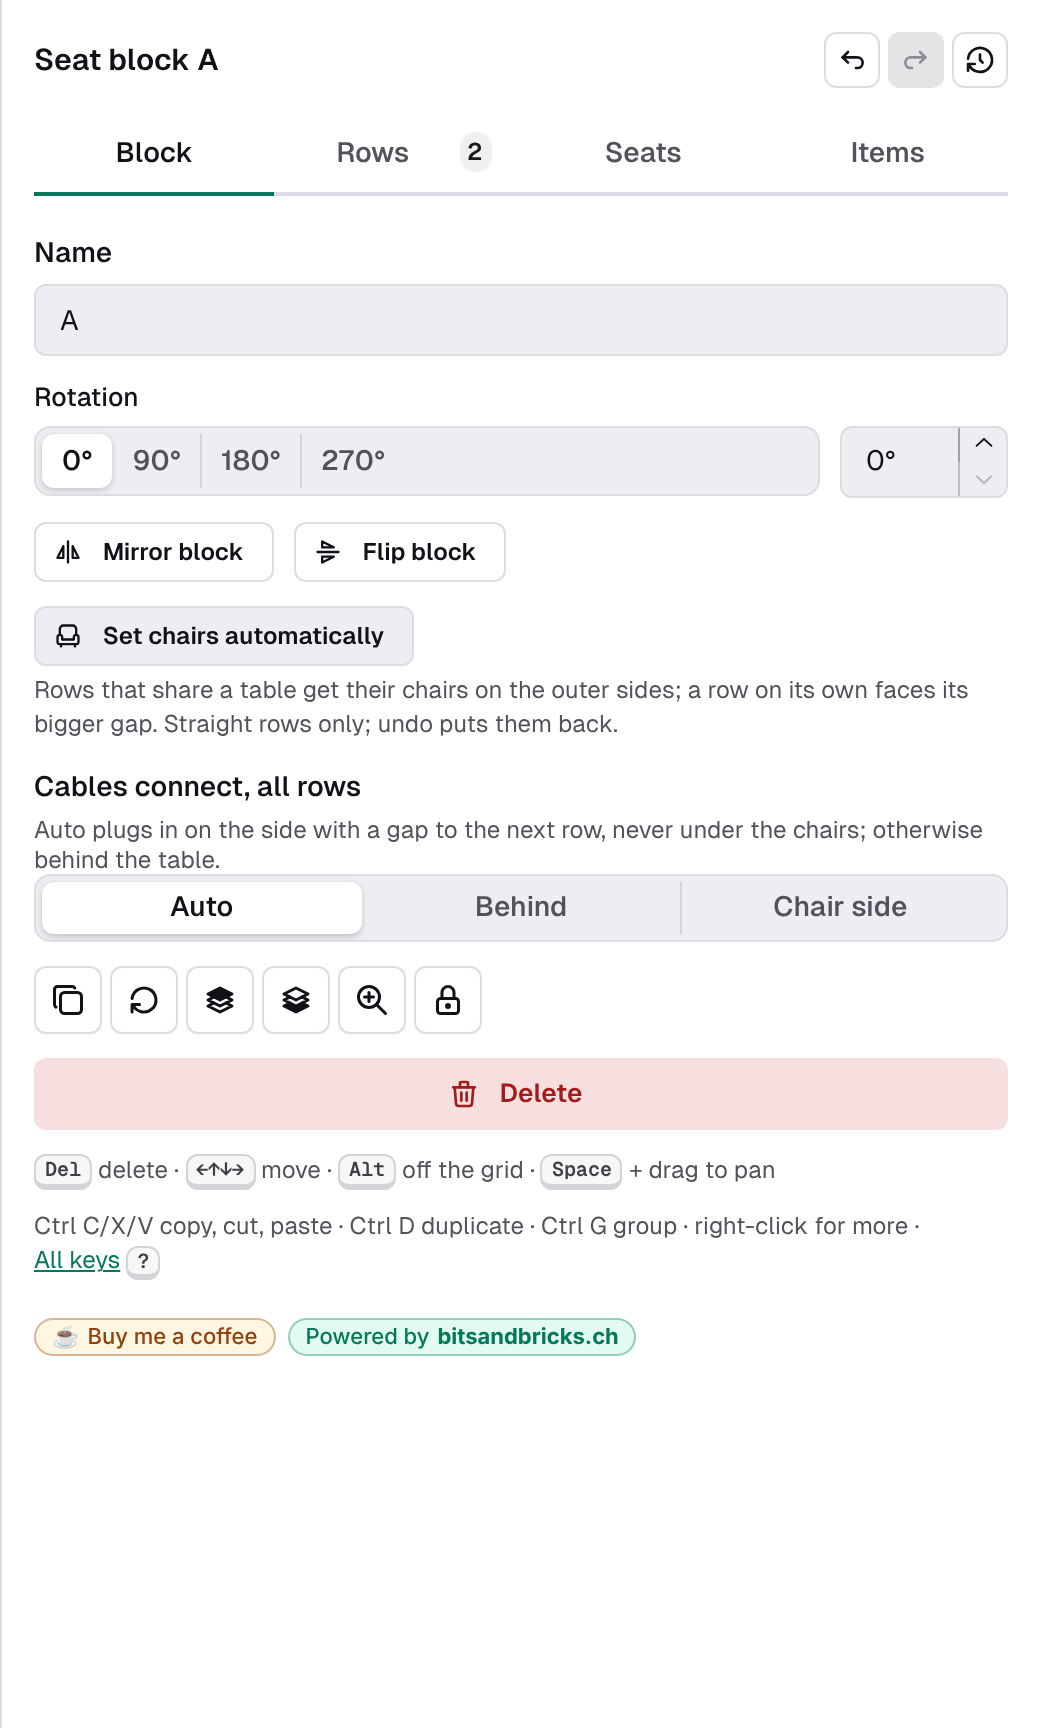 Seat block A
Block Rows 2 Seats Items
Name
A
Rotation
0° 90° 180° 270° 0°
Mirror block Flip block
Set chairs automatically
Rows that share a table get their chairs on the outer sides; a row on its own faces its
bigger gap. Straight rows only; undo puts them back.
Cables connect, all rows
Auto plugs in on the side with a gap to the next row, never under the chairs; otherwise
behind the table.
Auto Behind Chair side
Delete
Del delete · ←↑↓→ move · Alt off the grid · Space + drag to pan
Ctrl C/X/V copy, cut, paste · Ctrl D duplicate · Ctrl G group · right-click for more ·
All keys ?
☕ Buy me a coffee Powered by bitsandbricks.ch